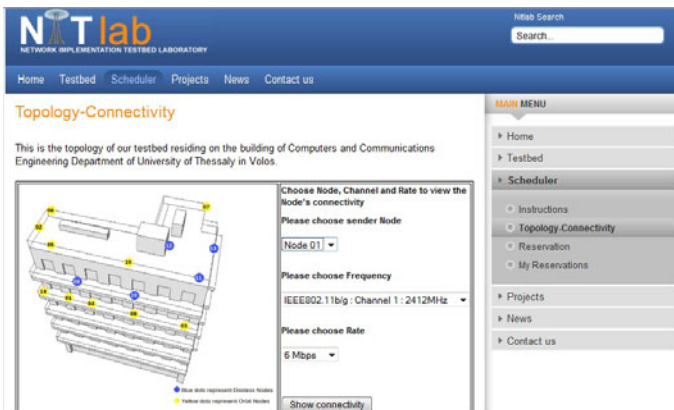 NITlab
NETWORK IMPLEMENTATION TESTBED LABORATORY
Nitlab Search
Search...
Home Testbed Scheduler Projects News Contact us
Topology-Connectivity
This is the topology of our testbed residing on the building of Computers and Communications
Engineering Department of University of Thessaly in Volos.
Choose Node, Channel and Rate to view the
Node's connectivity
Please choose sender Node
Node 01
Please choose Frequency
IEEE802.11b/g : Channel 1 : 2412MHz
Please choose Rate
6 Mbps
Show connectivity
Blue dots represent Diskless Nodes
Yellow dots represent Orbit Nodes
MAIN MENU
Home
Testbed
Scheduler
Instructions
Topology-Connectivity
Reservation
My Reservations
Projects
News
Contact us